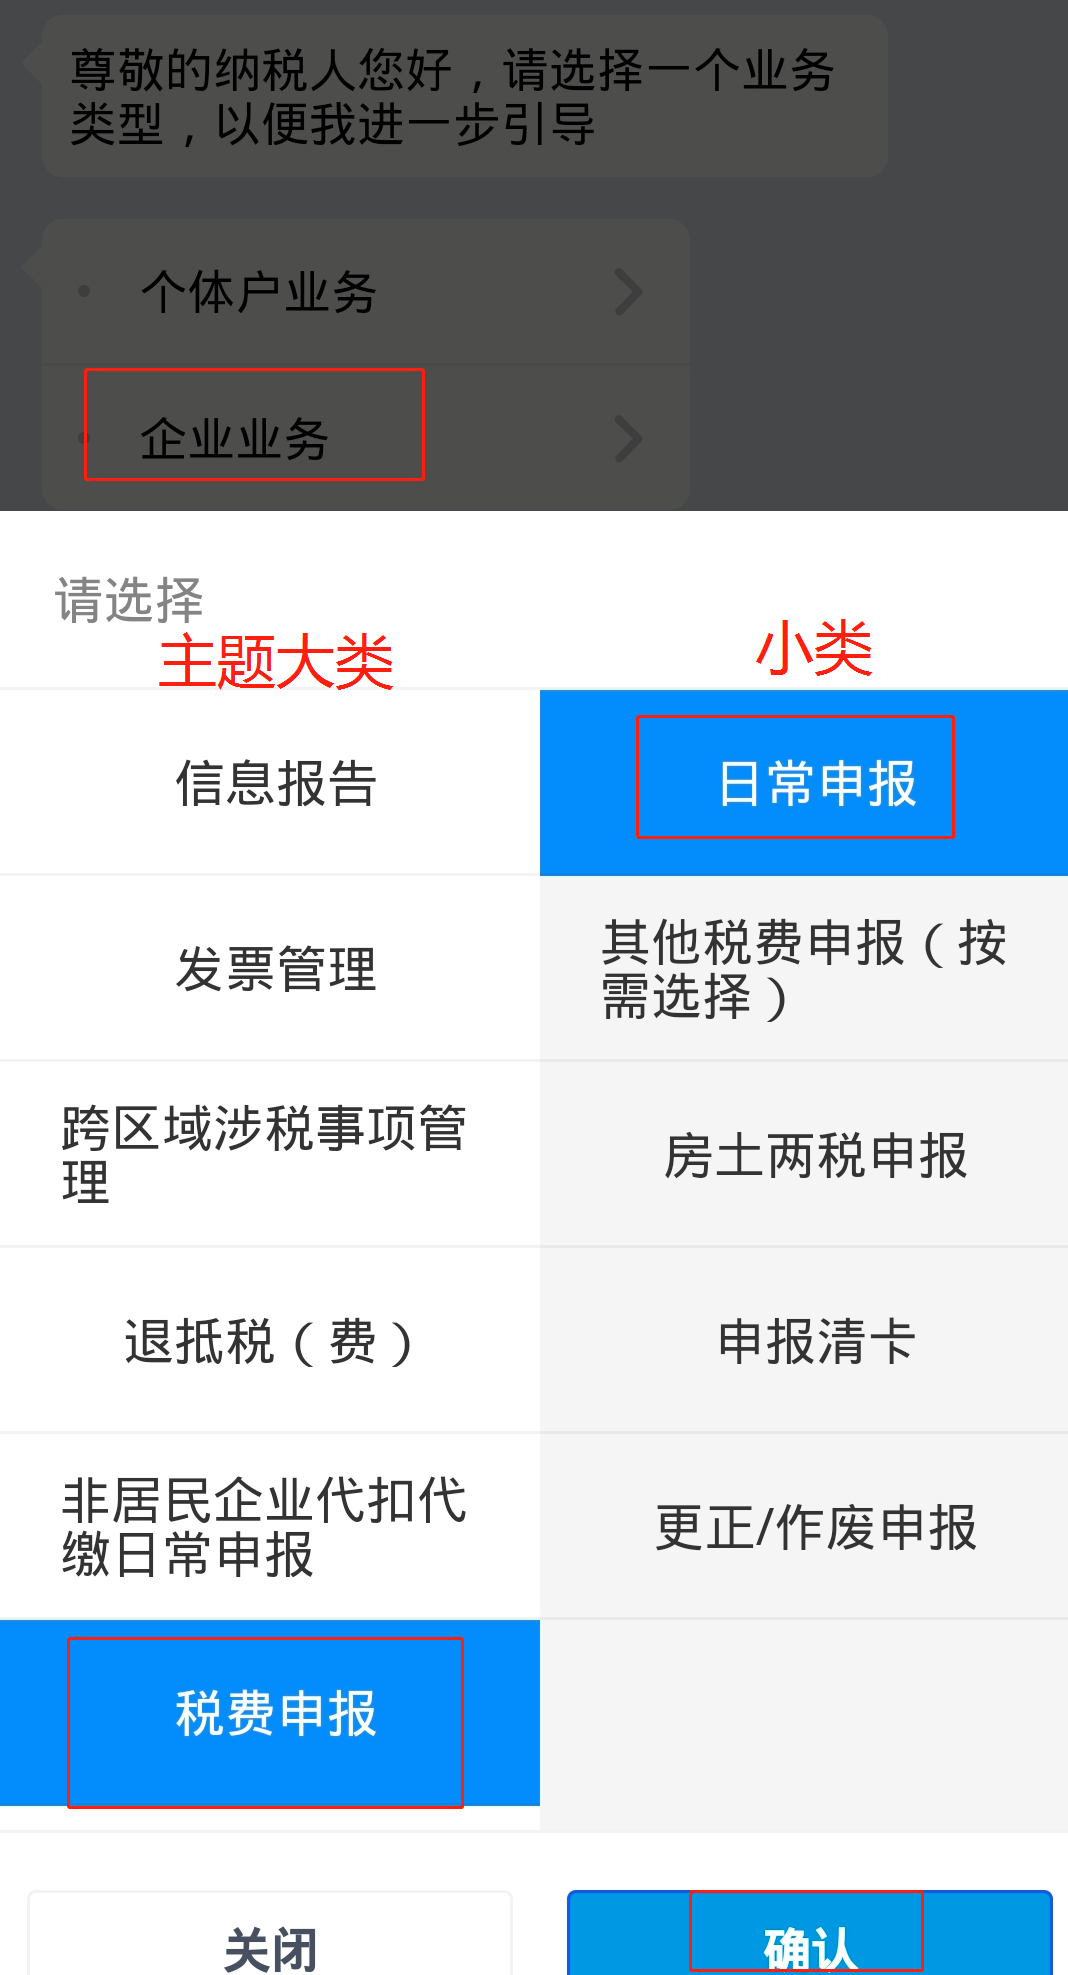 尊敬的纳税人您好，请选择一个业务
类型，以便我进一步引导
个体户业务
企业业务
请选择
主题大类
小类
信息报告
日常申报
发票管理
其他税费申报（按
需选择）
跨区域涉税事项管
理
房土两税申报
退抵税（费）
申报清卡
非居民企业代扣代
缴日常申报
更正/作废申报
税费申报
关闭
确认